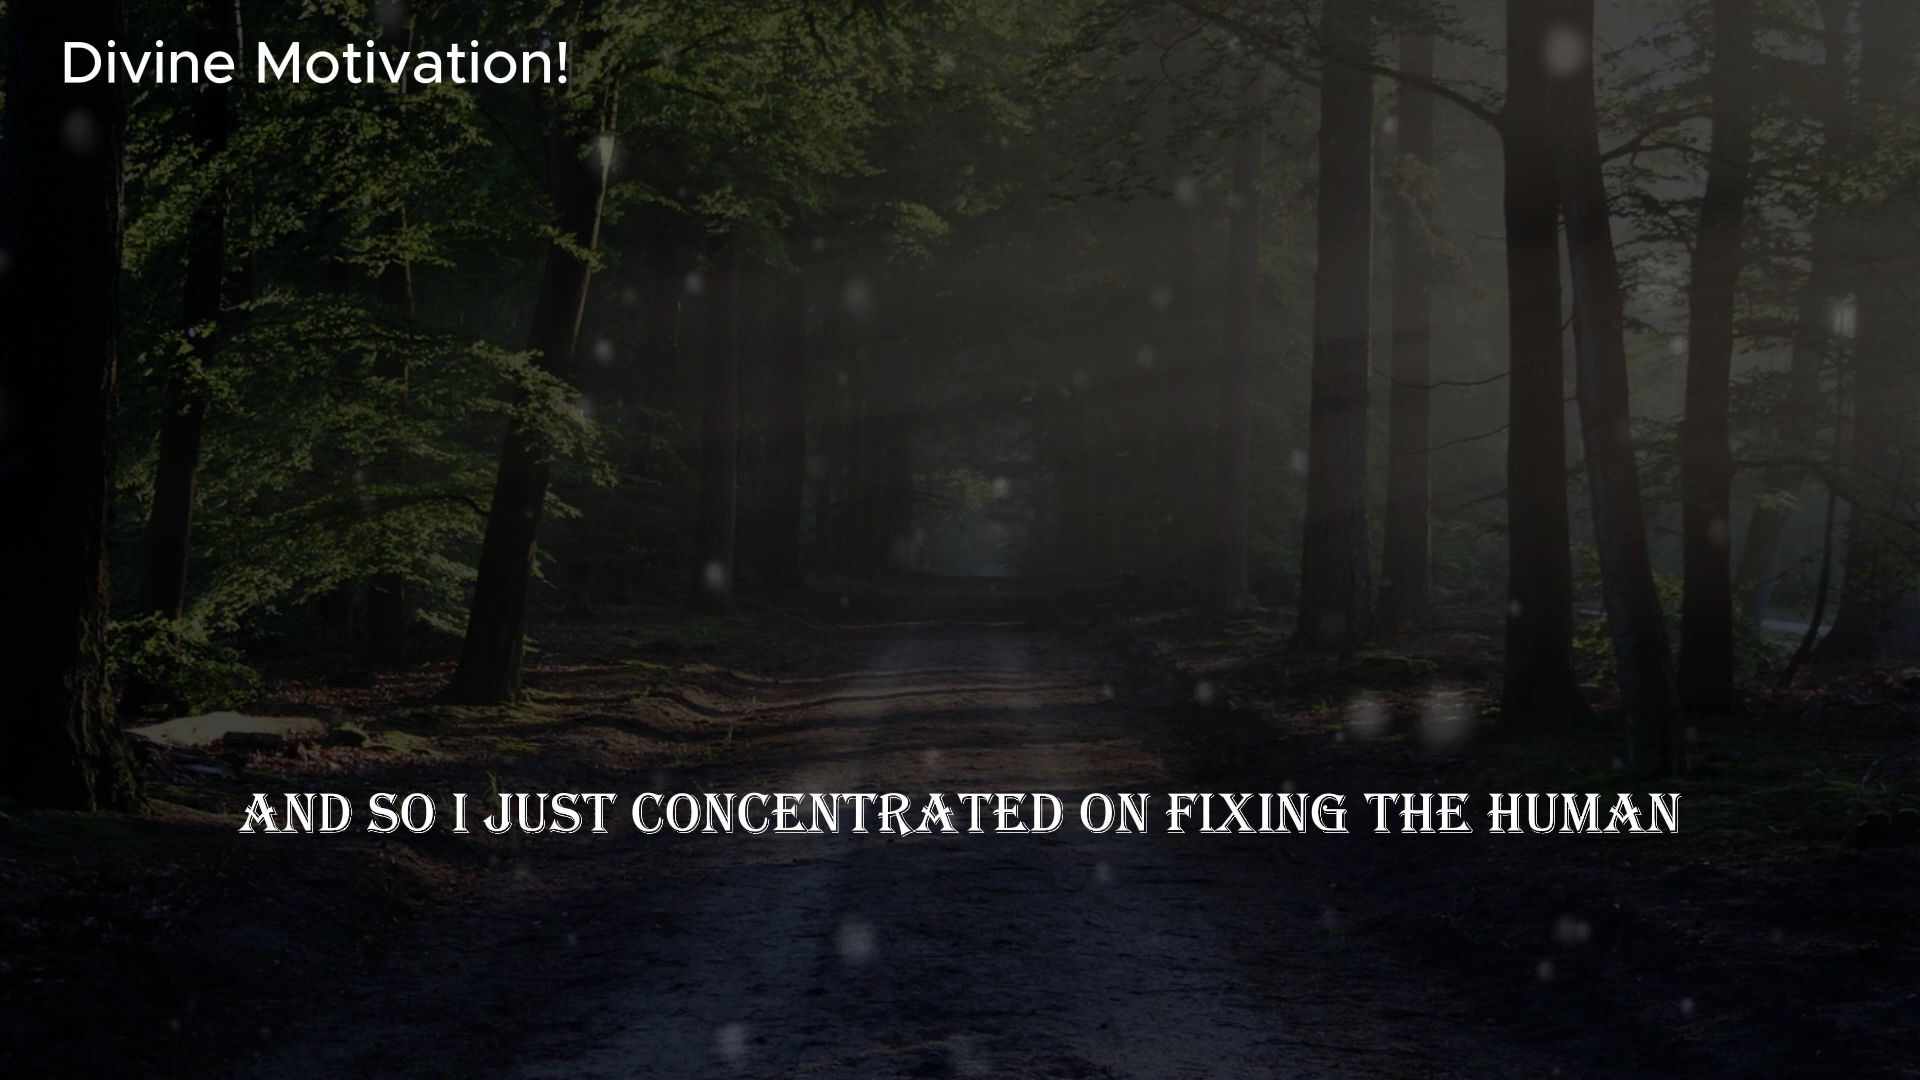 Divine Motivation!
AND SO I JUST CONCENTRATED ON FIXING THE HUMAN